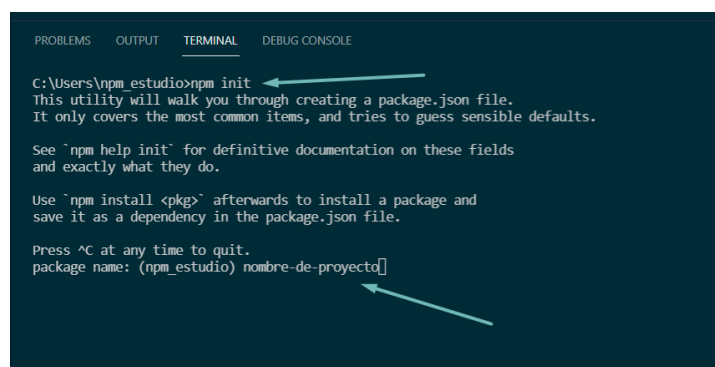 PROBLEMS OUTPUT TERMINAL DEBUG CONSOLE
C:\Users\npm_estudio>npm init
This utility will walk you through creating a package.json file.
It only covers the most common items, and tries to guess sensible defaults.
See `npm help init` for definitive documentation on these fields
and exactly what they do.
Use `npm install <pkg>` afterwards to install a package and
save it as a dependency in the package.json file.
Press ^C at any time to quit.
package name: (npm_estudio) nombre-de-proyecto